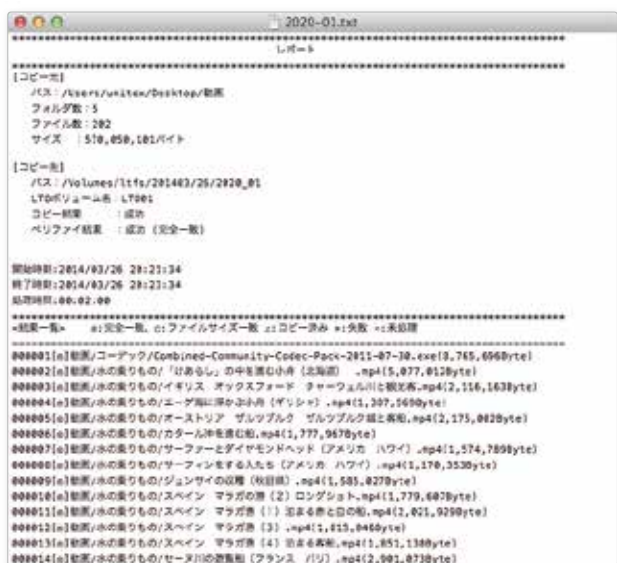 2020-01.txt
レポート
[コピー元]
パス：/Users/unitex/Desktop/動画
フォルダ数：5
ファイル数：202
サイズ ：510,050,101バイト
[コピー先]
パス：/Volumes/ltfs/201403/26/2020_01
LTOボリューム名：LTO01
コピー結果 ：成功
ベリファイ結果 ：成功（完全一致）
開始時刻:2014/03/26 20:21:34
終了時刻:2014/03/26 20:21:34
処理時間:00:02:00
=結果一覧= o:完全一致、c:ファイルサイズ一致 z:コピー済み *:失敗 -:未処理
000001[o]動画/コーデック/Combined-Community-Codec-Pack-2011-07-30.exe(8,765,696Byte)
000002[o]動画/水の乗りもの/「けあらし」の中を進む小舟（北海道） .mp4(5,077,012Byte)
000003[o]動画/水の乗りもの/イギリス オックスフォード チャーウェル川と観光客.mp4(2,116,163Byte)
000004[o]動画/水の乗りもの/エーゲ海に浮かぶ小舟（ギリシャ）.mp4(1,307,569Byte)
000005[o]動画/水の乗りもの/オーストリア ザルツブルク ザルツブルク城と客船.mp4(2,175,002Byte)
000006[o]動画/水の乗りもの/カタール沖を進む船.mp4(1,777,967Byte)
000007[o]動画/水の乗りもの/サーファーとダイヤモンドヘッド（アメリカ ハワイ）.mp4(1,574,789Byte)
000008[o]動画/水の乗りもの/サーフィンをする人たち（アメリカ ハワイ）.mp4(1,170,353Byte)
000009[o]動画/水の乗りもの/ジュンサイの収穫（秋田県）.mp4(1,585,027Byte)
000010[o]動画/水の乗りもの/スペイン マラガの港（2）ロングショット.mp4(1,779,607Byte)
000011[o]動画/水の乗りもの/スペイン マラガ港（1）泊まる赤と白の船.mp4(2,021,929Byte)
000012[o]動画/水の乗りもの/スペイン マラガ港（3）.mp4(1,815,046Byte)
000013[o]動画/水の乗りもの/スペイン マラガ港（4）泊まる客船.mp4(1,851,130Byte)
000014[o]動画/水の乗りもの/セーヌ川の遊覧船（フランス パリ）.mp4(2,901,073Byte)